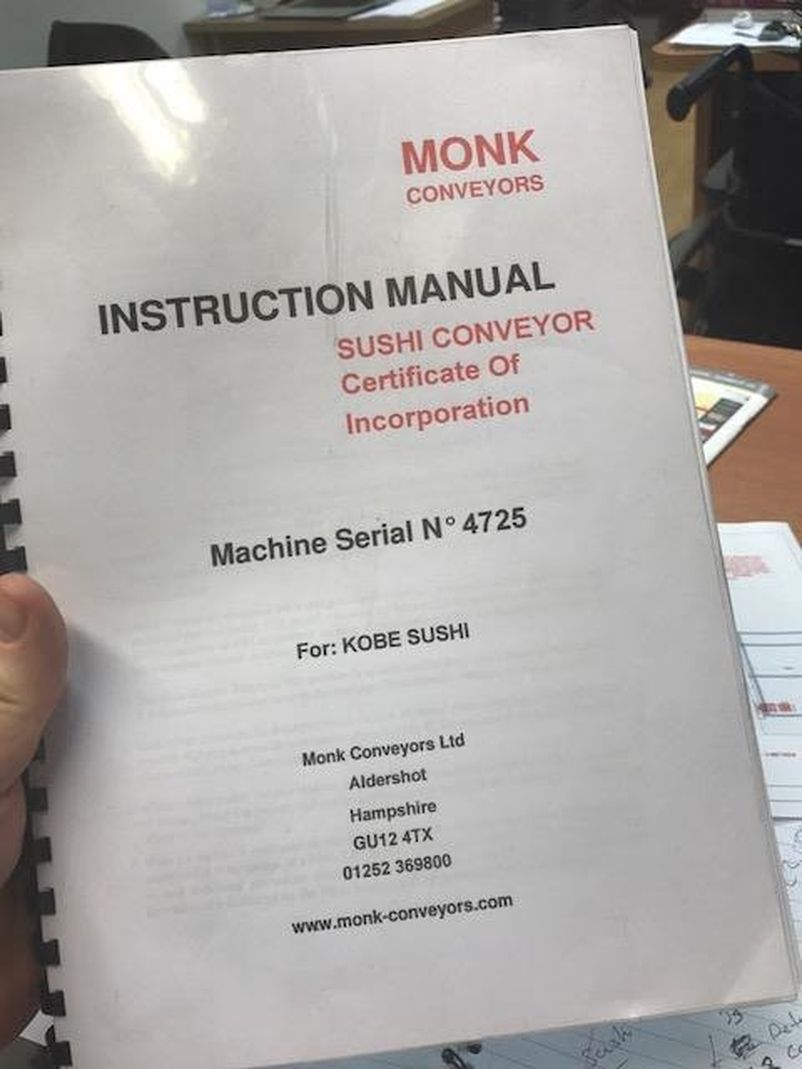 MONK
CONVEYORS
INSTRUCTION MANUAL
SUSHI CONVEYOR
Certificate Of
Incorporation
Machine Serial N° 4725
For: KOBE SUSHI
Monk Conveyors Ltd
Aldershot
Hampshire
GU12 4TX
01252 369800
www.monk-conveyors.com